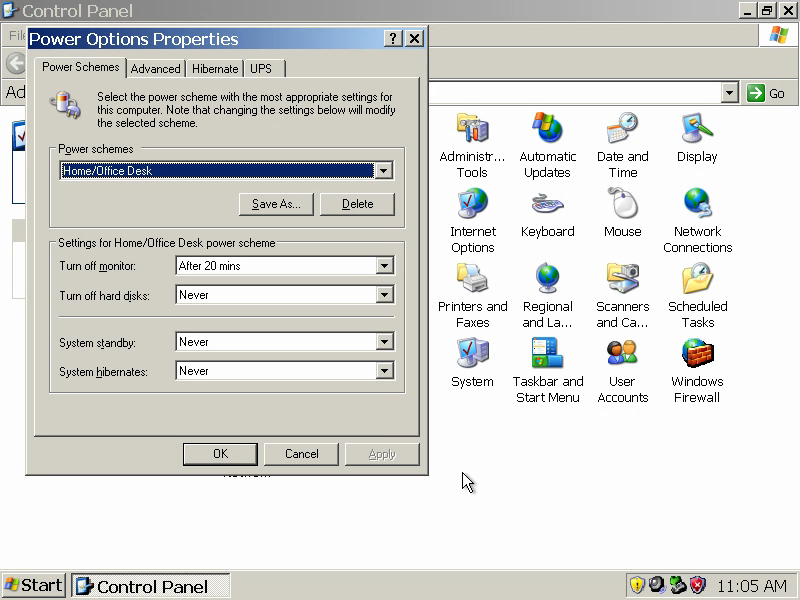 Control Panel
Power Options Properties
Power Schemes
Advanced
Hibernate
UPS
Select the power scheme with the most appropriate settings for
this computer. Note that changing the settings below will modify
the selected scheme.
Power schemes
Home/Office Desk
Save As...
Delete
Settings for Home/Office Desk power scheme
Turn off monitor:
After 20 mins
Turn off hard disks:
Never
System standby:
Never
System hibernates:
Never
OK
Cancel
Apply
Go
Administr...
Tools
Automatic
Updates
Date and
Time
Display
Internet
Options
Keyboard
Mouse
Network
Connections
Printers and
Faxes
Regional
and La...
Scanners
and Ca...
Scheduled
Tasks
System
Taskbar and
Start Menu
User
Accounts
Windows
Firewall
Start
Control Panel
11:05 AM